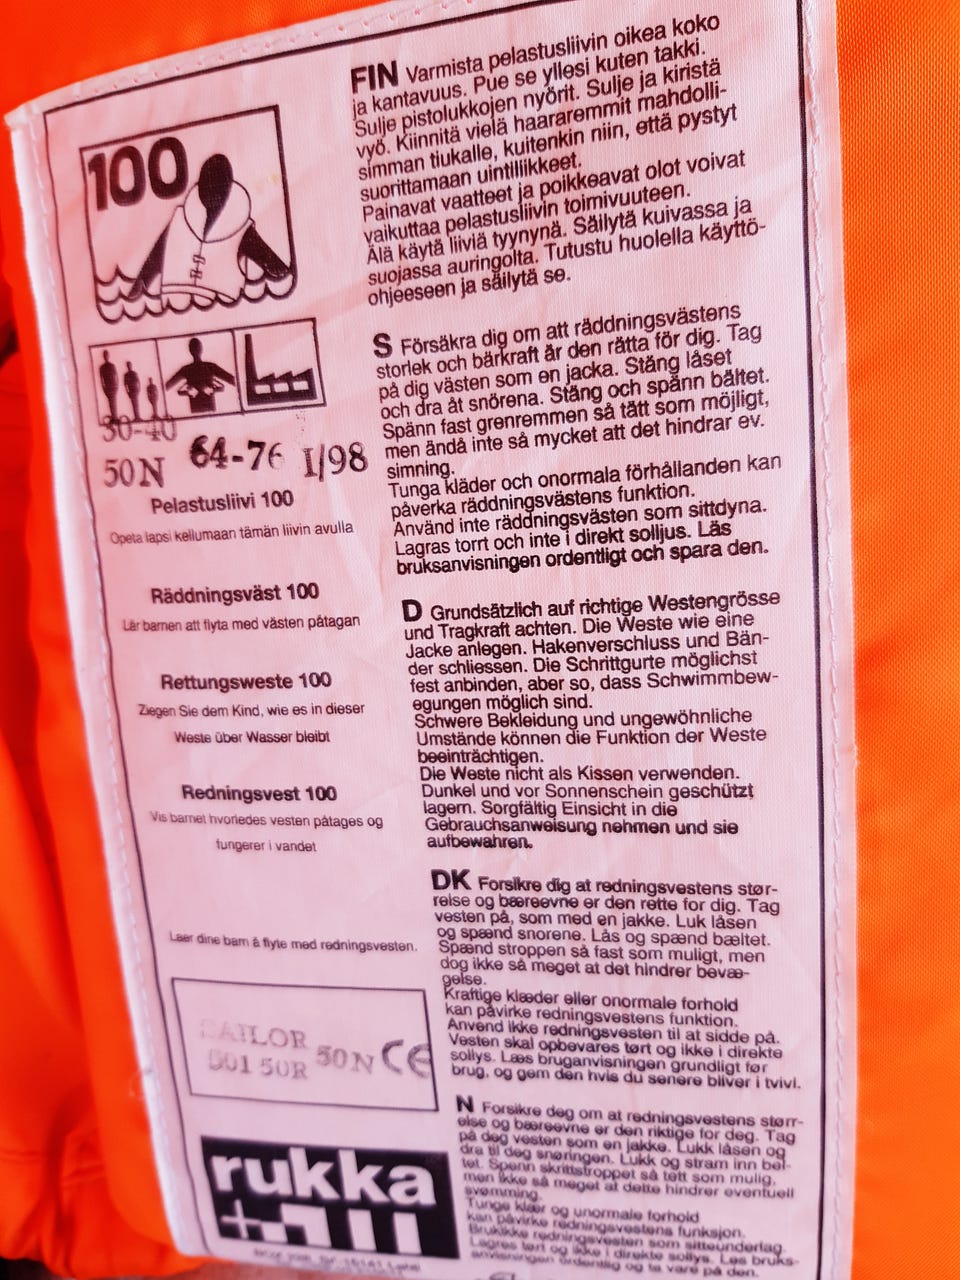 100
30-40
50N
64-76
I/98
Pelastusliivi 100
Opeta lapsi kellumaan tämän liivin avulla
Räddningsväst 100
Lär barnen att flyta med västen påtagan
Rettungsweste 100
Ziegen Sie dem Kind, wie es in dieser
Weste über Wasser bleibt
Redningsvest 100
Vis barnet hvorledes vesten påtages og
fungerer i vandet
Laer dine barn å flyte med redningsvesten.
SAILOR
501 50R 50N CE
rukka
FIN Varmista pelastusliivin oikea koko
ja kantavuus. Pue se yllesi kuten takki.
Sulje pistolukkojen nyörit. Sulje ja kiristä
vyö. Kiinnitä vielä haararemmit mahdolli-
simman tiukalle, kuitenkin niin, että pystyt
suorittamaan uintiliikkeet.
Painavat vaatteet ja poikkeavat olot voivat
vaikuttaa pelastusliivin toimivuuteen.
Älä käytä liiviä tyynynä. Säilytä kuivassa ja
suojassa auringolta. Tutustu huolella käyttö-
ohjeeseen ja säilytä se.
S Försäkra dig om att räddningsvästens
storlek och bärkraft är den rätta för dig. Tag
på dig västen som en jacka. Stäng låset
och dra åt snörena. Stäng och spänn bältet.
Spänn fast grenremmen så tätt som möjligt,
men ändå inte så mycket att det hindrar ev.
simning.
Tunga kläder och onormala förhållanden kan
påverka räddningsvästens funktion.
Använd inte räddningsvästen som sittdyna.
Lagras torrt och inte i direkt solljus. Läs
bruksanvisningen ordentligt och spara den.
D Grundsätzlich auf richtige Westengrösse
und Tragkraft achten. Die Weste wie eine
Jacke anlegen. Hakenverschluss und Bän-
der schliessen. Die Schrittgurte möglichst
fest anbinden, aber so, dass Schwimmbew-
egungen möglich sind.
Schwere Bekleidung und ungewöhnliche
Umstände können die Funktion der Weste
beeinträchtigen.
Die Weste nicht als Kissen verwenden.
Dunkel und vor Sonnenschein geschützt
lagern. Sorgfältig Einsicht in die
Gebrauchsanweisung nehmen und sie
aufbewahren.
DK Forsikre dig at redningsvestens stør-
relse og bæreevne er den rette for dig. Tag
vesten på, som med en jakke. Luk låsen
og spænd snorene. Lås og spænd bæltet.
Spænd stroppen så fast som muligt, men
dog ikke så meget at det hindrer bevæ-
gelse.
Kraftige klæder eller onormale forhold
kan påvirke redningsvestens funktion.
Anvend ikke redningsvesten til at sidde på.
Vesten skal opbevares tørt og ikke i direkte
sollys. Læs bruganvisningen grundligt før
brug, og gem den hvis du senere bliver i tvivl.
N Forsikre deg om at redningsvestens størr-
else og bæreevne er den riktige for deg. Tag
på deg vesten som en jakke. Lukk låsen og
dra til deg snøringen. Lukk og stram inn bel-
tet. Spenn skrittstroppet så tett som mulig,
men ikke så meget at dette hindrer eventuell
svømming.
Tunge klær og unormale forhold
kan påvirke redningsvestens funksjon.
Brukikke redningsvesten som sitteunderlag.
Lagres tørt og ikke i direkte sollys. Les bruks-
anvisningen ordentlig og ta vare på den.